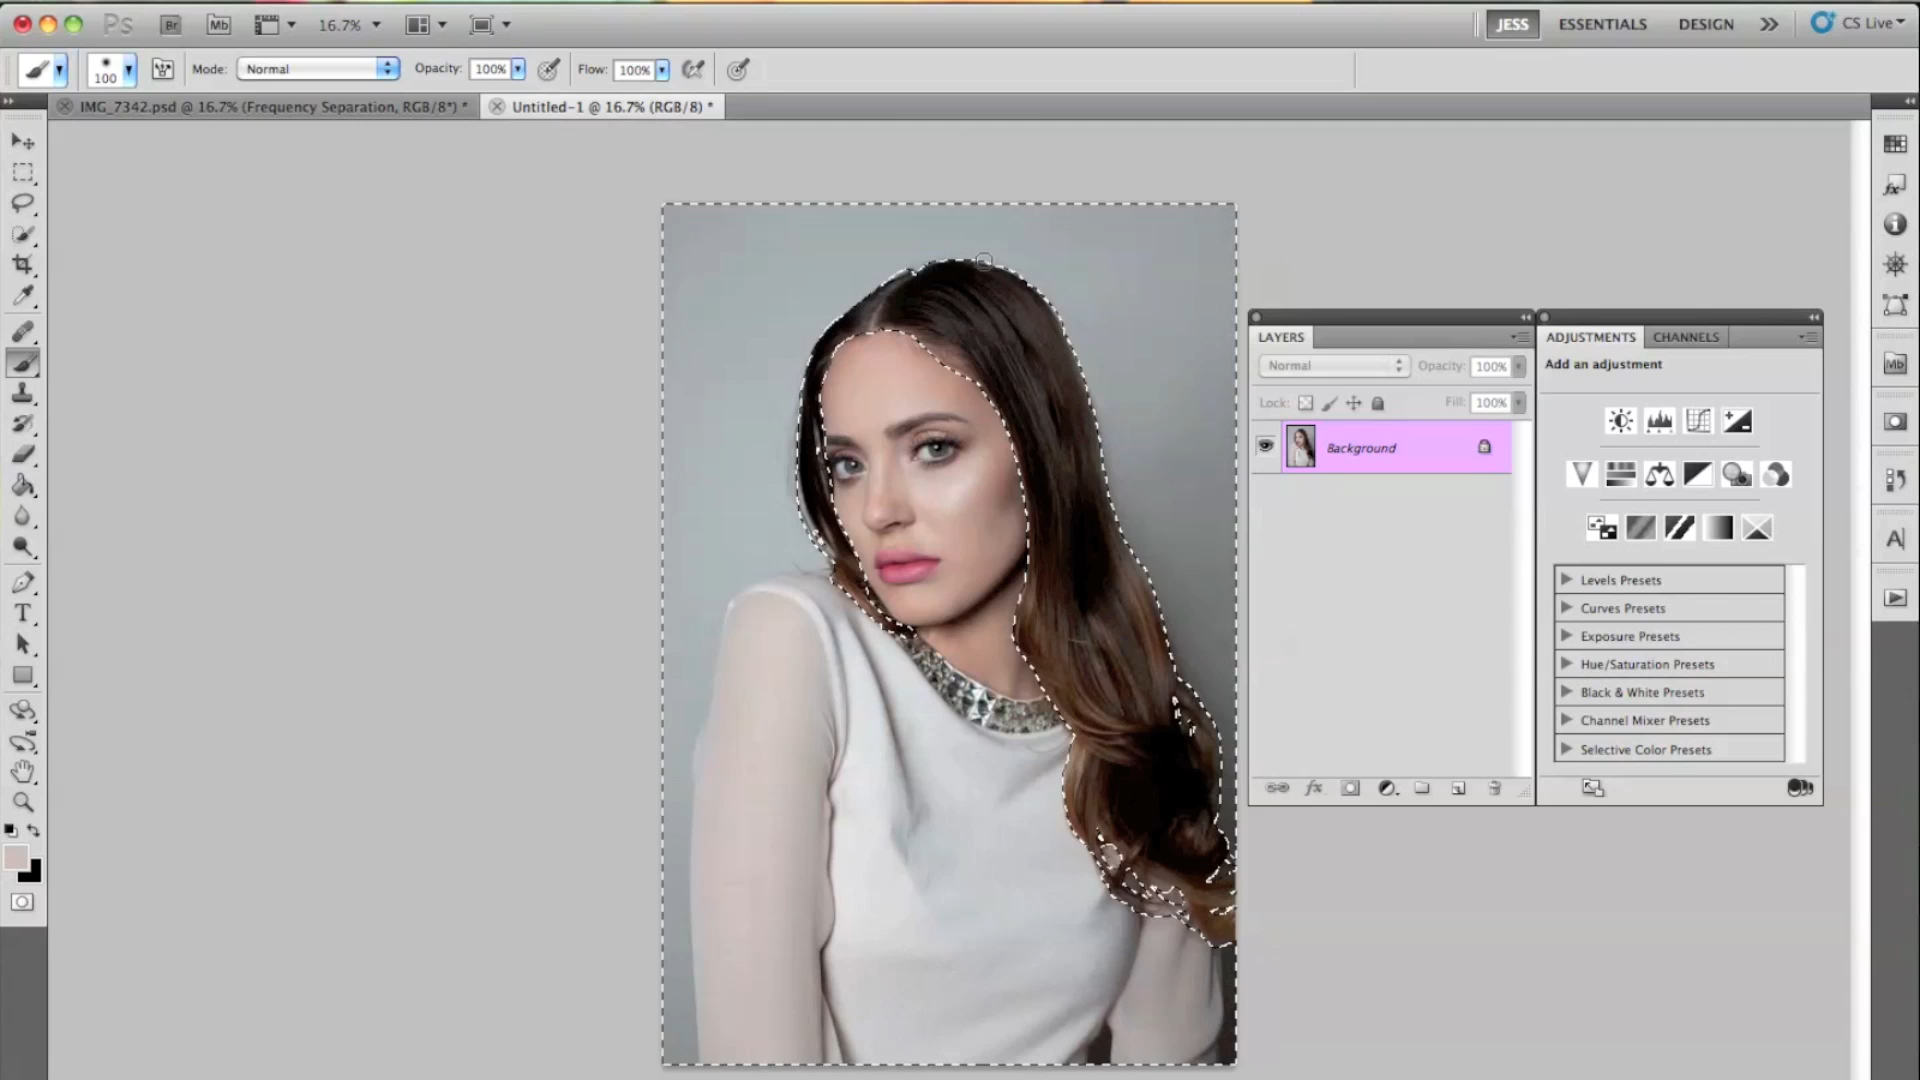 Ps Br Mb 16.7% JESS ESSENTIALS DESIGN CS Live
100 Mode: Normal Opacity: 100% Flow: 100%
IMG_7342.psd @ 16.7% (Frequency Separation, RGB/8*) * Untitled-1 @ 16.7% (RGB/8) *
LAYERS
Normal Opacity: 100%
Lock: Fill: 100%
Background
fx
ADJUSTMENTS CHANNELS
Add an adjustment
Levels Presets
Curves Presets
Exposure Presets
Hue/Saturation Presets
Black & White Presets
Channel Mixer Presets
Selective Color Presets
fx
Mb
A
T